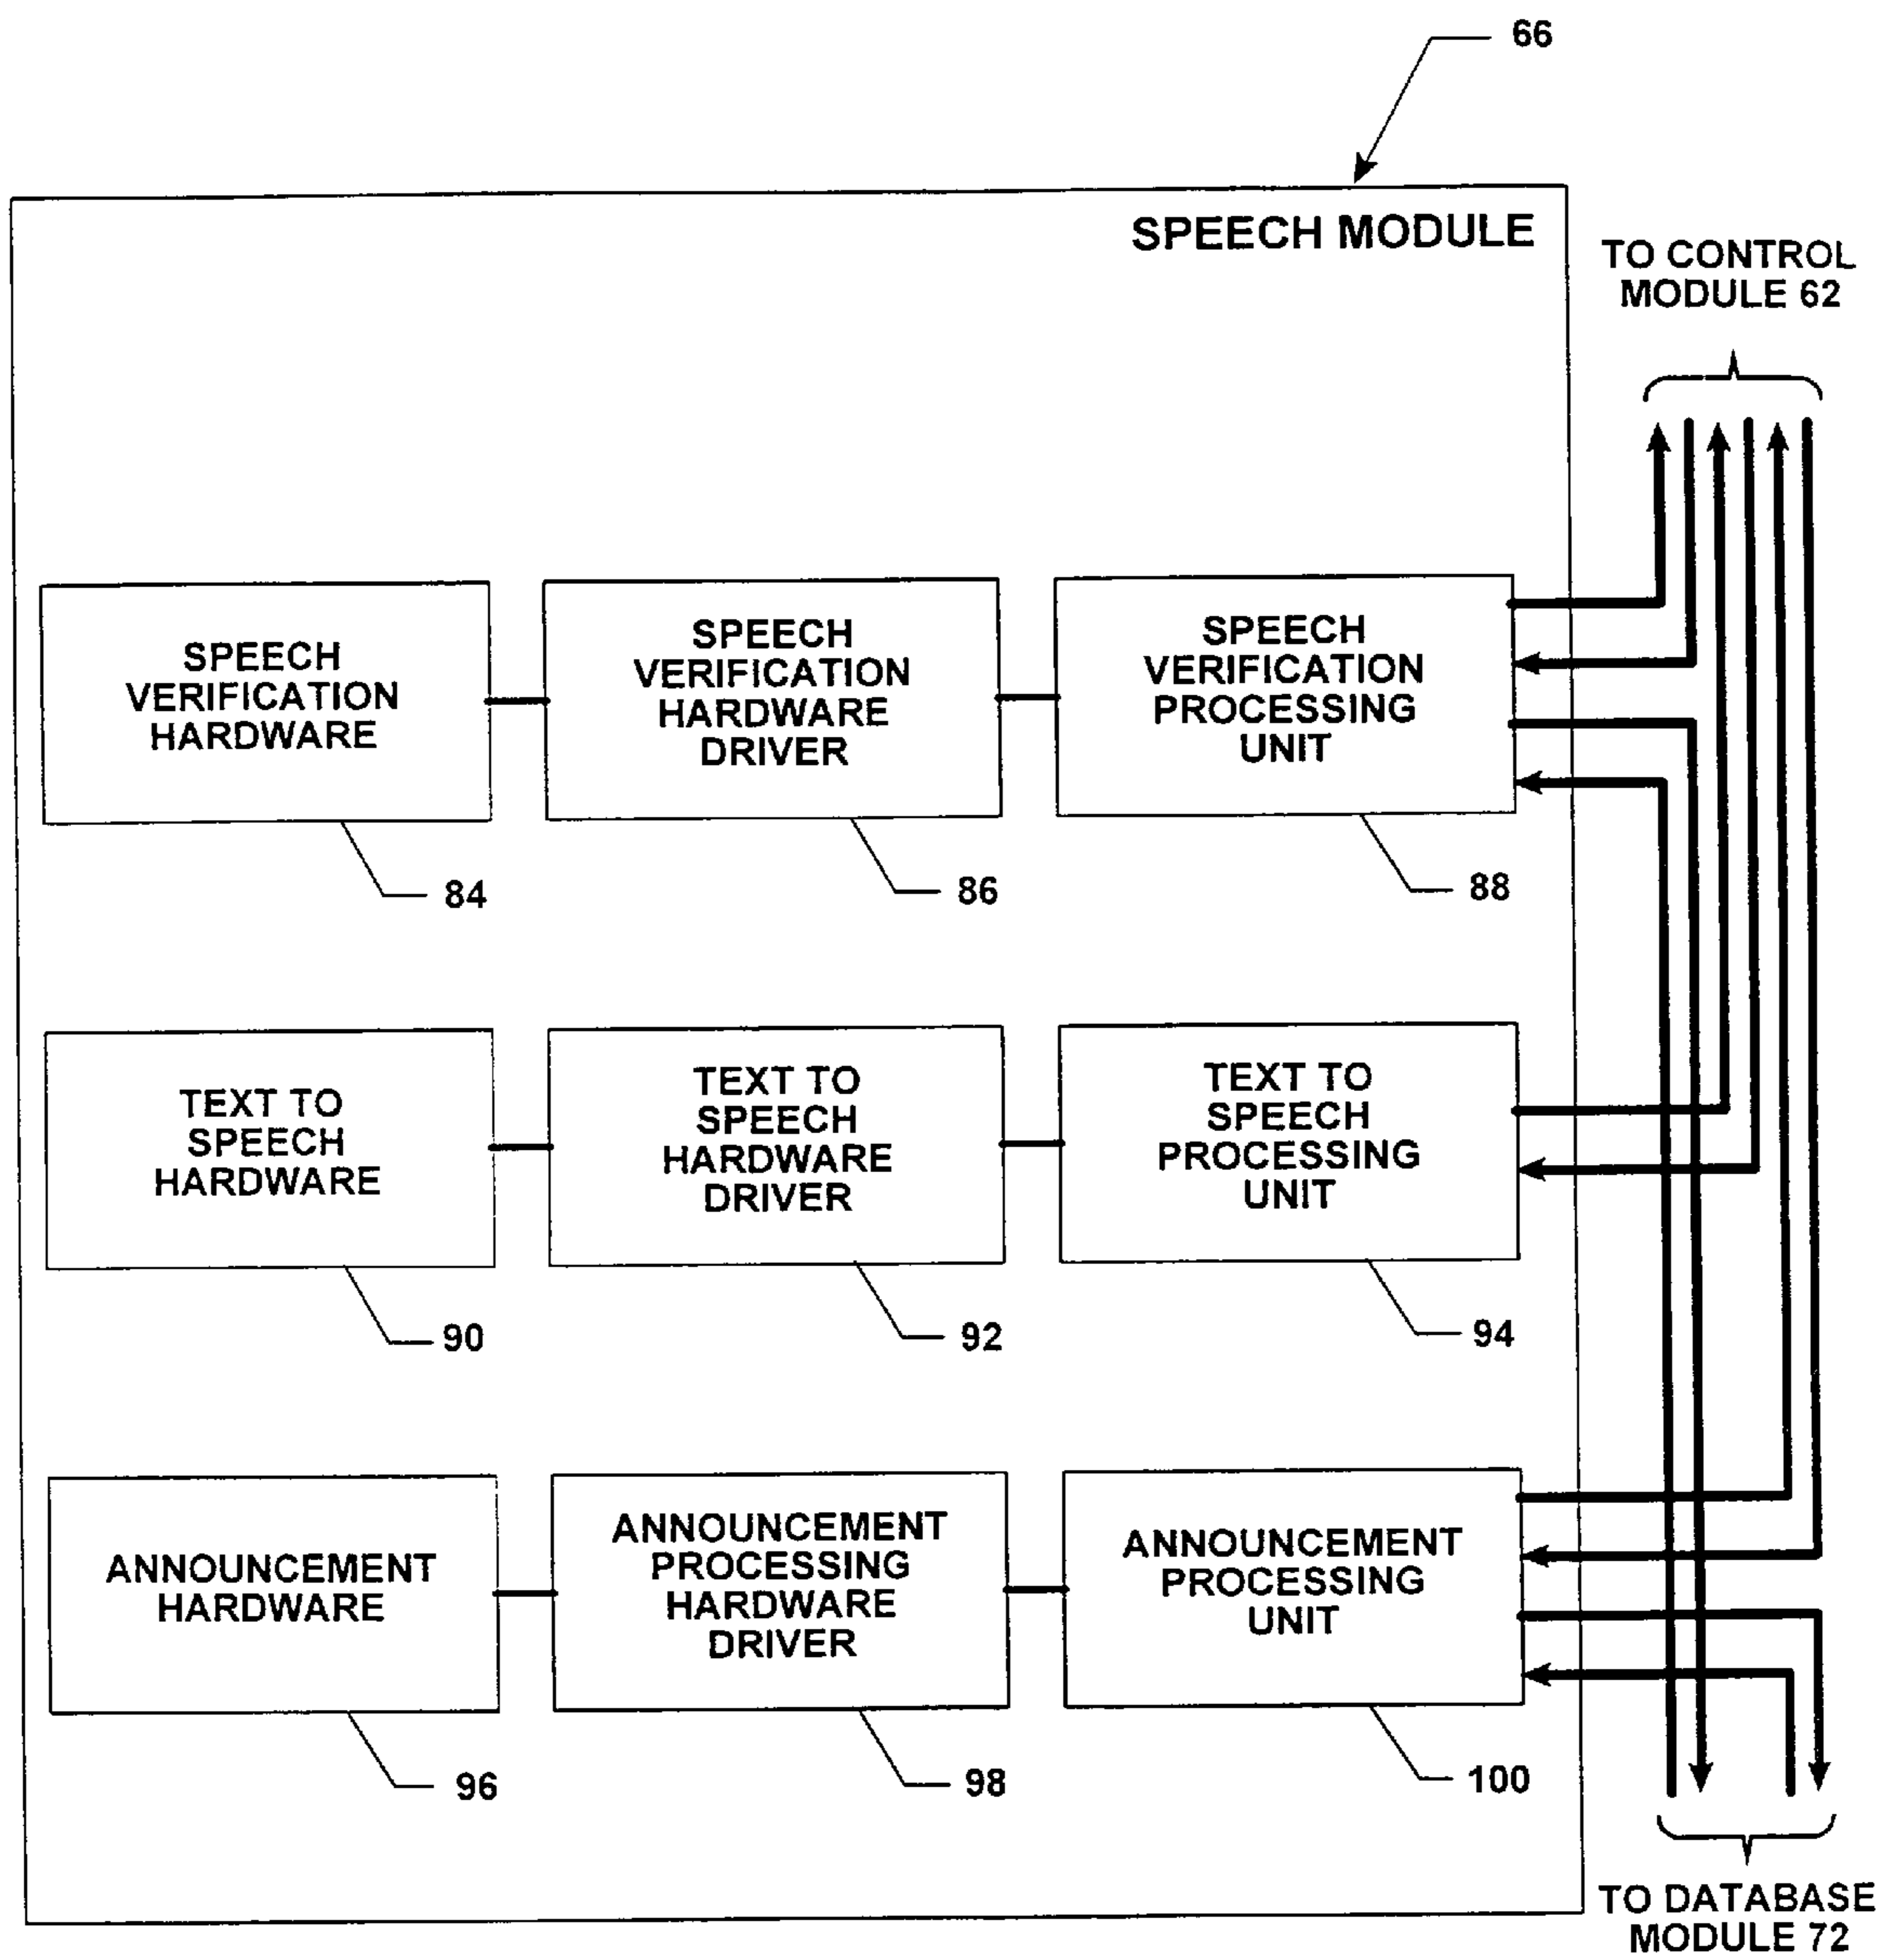 66
SPEECH MODULE
TO CONTROL
MODULE 62
SPEECH
VERIFICATION
HARDWARE
SPEECH
VERIFICATION
HARDWARE
DRIVER
SPEECH
VERIFICATION
PROCESSING
UNIT
84
86
88
TEXT TO
SPEECH
HARDWARE
TEXT TO
SPEECH
HARDWARE
DRIVER
TEXT TO
SPEECH
PROCESSING
UNIT
90
92
94
ANNOUNCEMENT
HARDWARE
ANNOUNCEMENT
PROCESSING
HARDWARE
DRIVER
ANNOUNCEMENT
PROCESSING
UNIT
96
98
100
TO DATABASE
MODULE 72